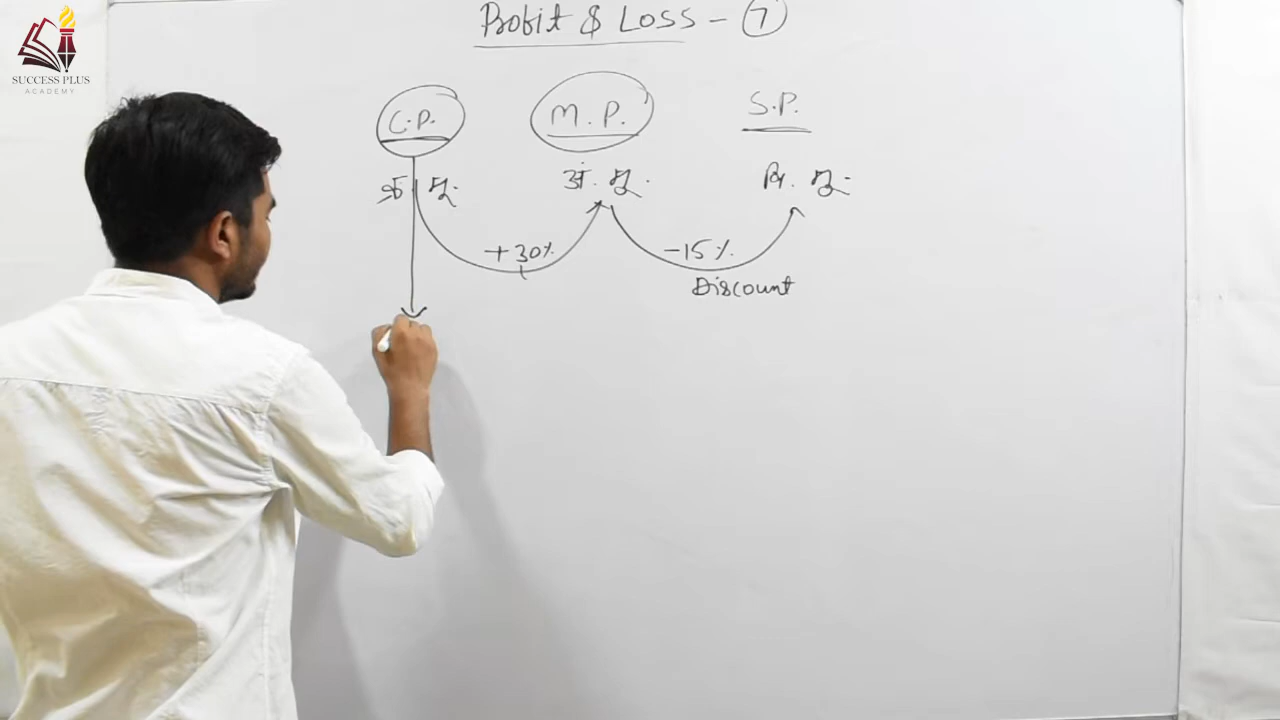 SUCCESS PLUS
ACADEMY
Profit & Loss - 7
C.P. M.P. S.P.
क्र. मू. अं. मू. वि. मू.
+30% -15%
Discount